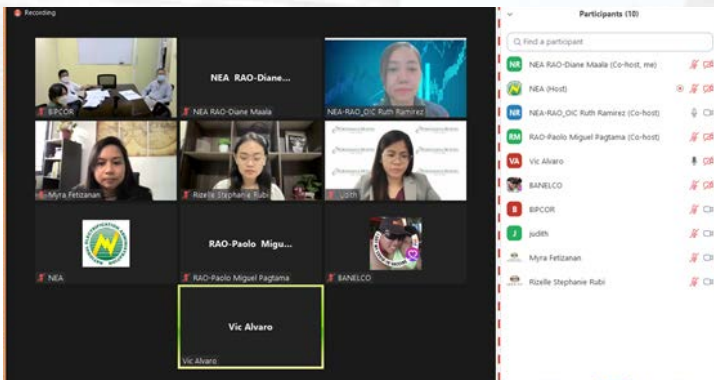 Recording
BIPCOR
NEA RAO-Diane...
NEA RAO-Diane Maala
NEA-RAO_OIC Ruth Ramirez
Myra Fetizanan
Rizelle Stephanie Rubi
judith
NEA
RAO-Paolo Migu...
RAO-Paolo Miguel Pagtama
BANELCO
Vic Alvaro
Vic Alvaro
Participants (10)
Find a participant
NR NEA RAO-Diane Maala (Co-host, me)
NEA (Host)
NR NEA-RAO_OIC Ruth Ramirez (Co-host)
RM RAO-Paolo Miguel Pagtama (Co-host)
VA Vic Alvaro
BANELCO
B BIPCOR
J judith
Myra Fetizanan
Rizelle Stephanie Rubi